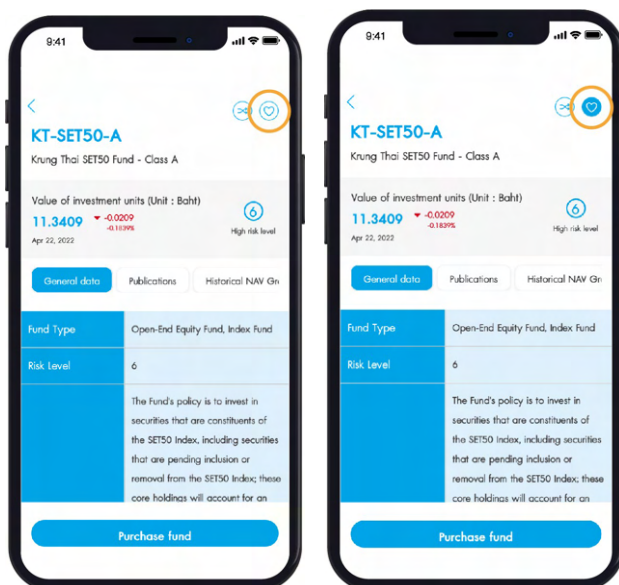 9:41
KT-SET50-A
Krung Thai SET50 Fund - Class A
Value of investment units (Unit : Baht)
11.3409 -0.0209
-0.1839%
6
High risk level
Apr 22, 2022
General data Publications Historical NAV Gr
Fund Type Open-End Equity Fund, Index Fund
Risk Level 6
The Fund's policy is to invest in
securities that are constituents of
the SET50 Index, including securities
that are pending inclusion or
removal from the SET50 Index; these
core holdings will account for an
Purchase fund
9:41
KT-SET50-A
Krung Thai SET50 Fund - Class A
Value of investment units (Unit : Baht)
11.3409 -0.0209
-0.1839%
6
High risk level
Apr 22, 2022
General data Publications Historical NAV Gr
Fund Type Open-End Equity Fund, Index Fund
Risk Level 6
The Fund's policy is to invest in
securities that are constituents of
the SET50 Index, including securities
that are pending inclusion or
removal from the SET50 Index; these
core holdings will account for an
Purchase fund